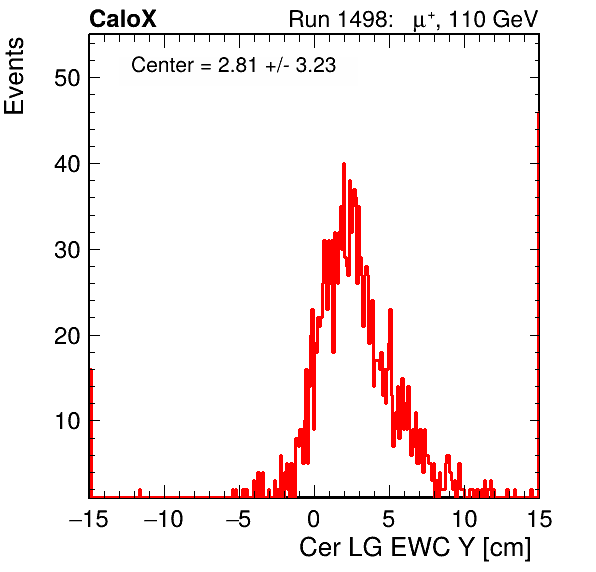 CaloX Run 1498: μ⁺, 110 GeV
Center = 2.81 +/- 3.23
Events
50
40
30
20
10
−15 −10 −5 0 5 10 15
Cer LG EWC Y [cm]